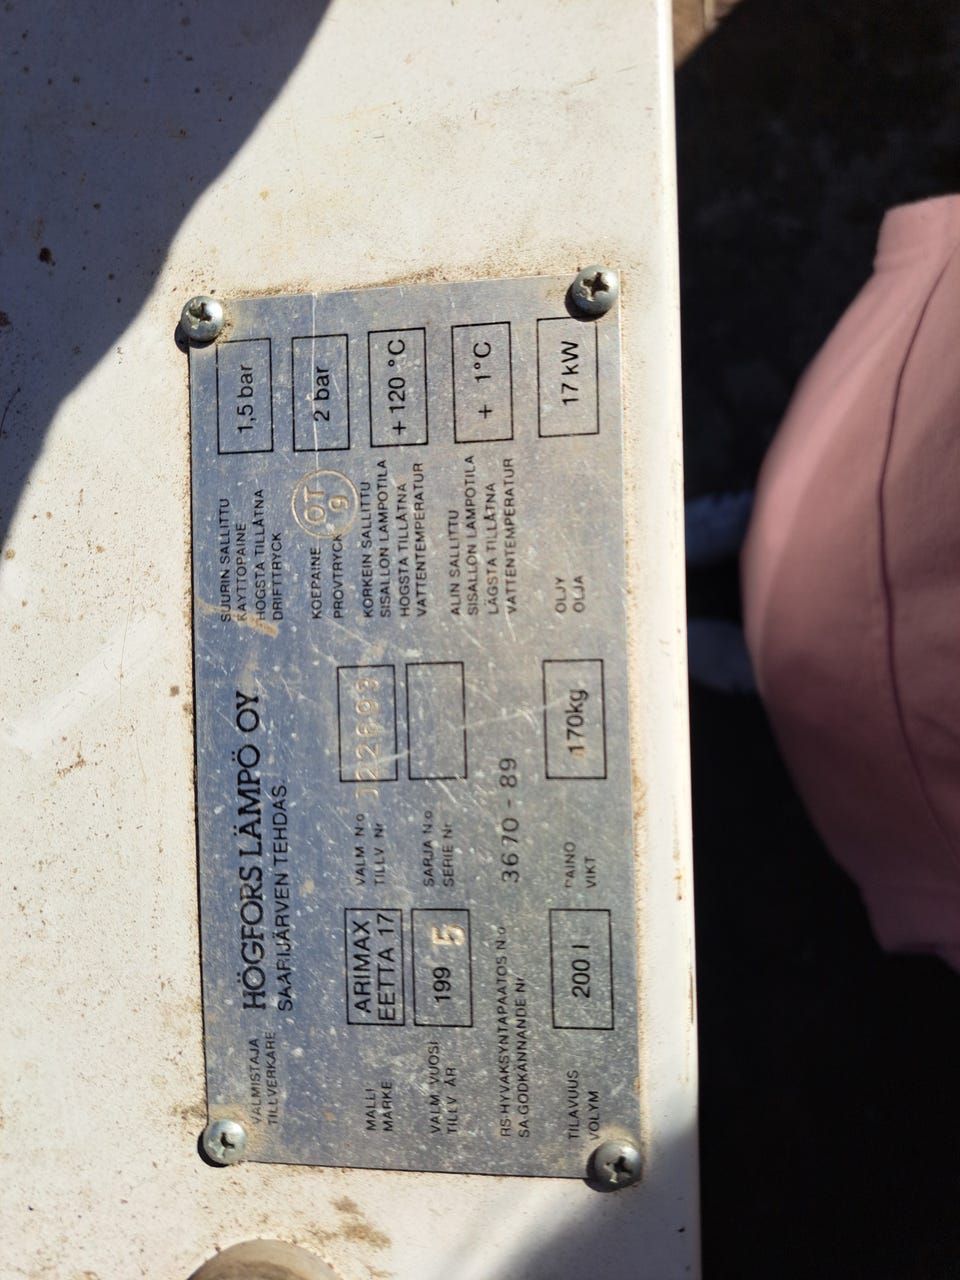 VALMISTAJA
TILLVERKARE
HÖGFORS LÄMPÖ OY
SAARIJÄRVEN TEHDAS
MALLI
MÄRKE
ARIMAX
EETTA 17
VALM VUOSI
TILLV. ÅR
199 5
RS-HYVÄKSYNTÄPÄÄTÖS N:o
SA-GODKÄNNANDE Nr
3670 - 89
TILAVUUS
VOLYM
200 l
VALM N:o
TILLV. Nr
SARJA N:o
SERIE Nr
PAINO
VIKT
170kg
SUURIN SALLITTU
KÄYTTÖPAINE
HÖGSTA TILLÅTNA
DRIFTTRYCK
1,5 bar
KOEPAINE
PROVTRYCK
OT
g
2 bar
KORKEIN SALLITTU
SISÄLLÖN LÄMPÖTILA
HÖGSTA TILLÅTNA
VATTENTEMPERATUR
+120 °C
ALIN SALLITTU
SISÄLLÖN LÄMPÖTILA
LÄGSTA TILLÅTNA
VATTENTEMPERATUR
+ 1°C
ÖLJY
OLJA
17 kW